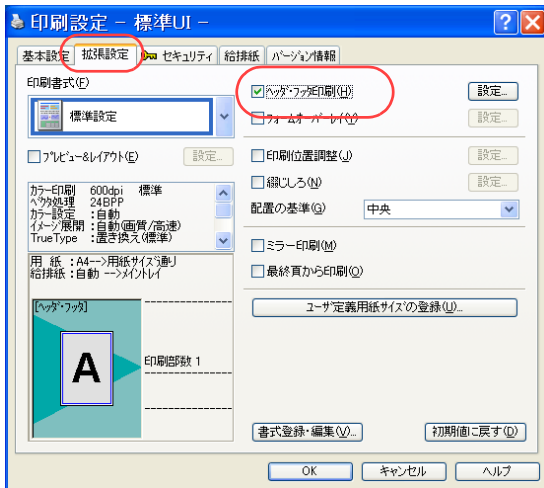 印刷設定 － 標準UI －
基本設定 拡張設定 セキュリティ 給排紙 バージョン情報
印刷書式(F)
標準設定
プレビュー&レイアウト(E) 設定...
カラー印刷 600dpi 標準
ベクタ処理 24BPP
カラー設定 :自動
イメージ展開 :自動(画質/高速)
TrueType :置き換え(標準)
用 紙 :A4-->用紙サイズ通り
給排紙:自動 -->メイントレイ
[ヘッダ・フッタ]
A
印刷部数 1
ヘッダ・フッタ印刷(H) 設定...
フォームオーバーレイ(Y) 設定...
印刷位置調整(J) 設定...
綴じしろ(N) 設定...
配置の基準(G) 中央
ミラー印刷(M)
最終頁から印刷(O)
ユーザ定義用紙サイズの登録(U)...
書式登録・編集(V)... 初期値に戻す(D)
OK キャンセル ヘルプ